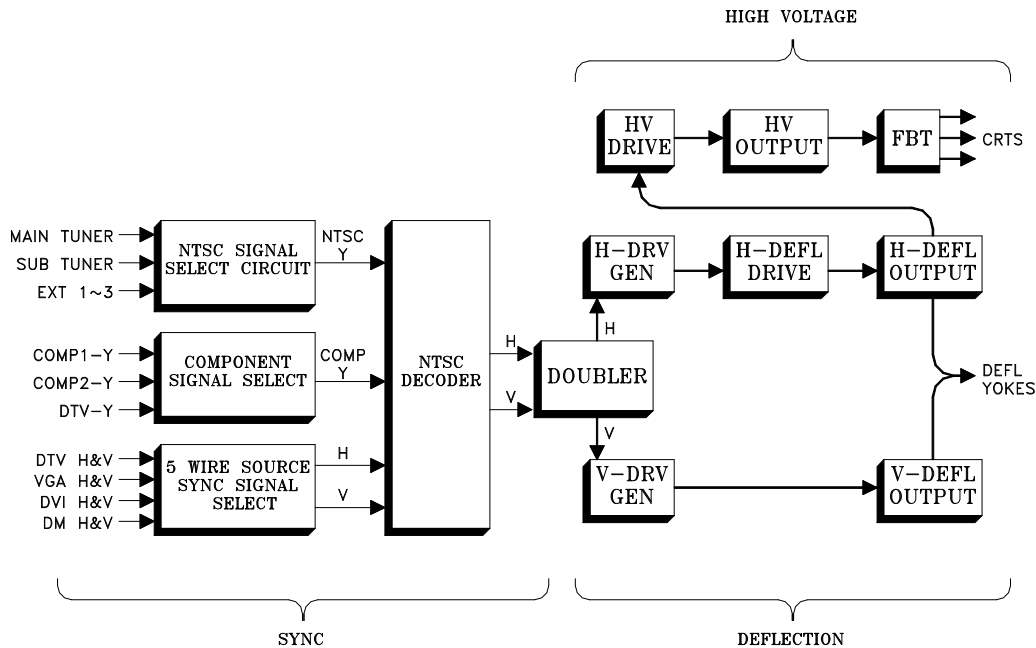 HIGH VOLTAGE
HV
DRIVE
HV
OUTPUT
FBT
CRTS
MAIN TUNER
SUB TUNER
EXT 1~3
NTSC SIGNAL
SELECT CIRCUIT
NTSC
Y
H-DRV
GEN
H-DEFL
DRIVE
H-DEFL
OUTPUT
H
COMP1-Y
COMP2-Y
DTV-Y
COMPONENT
SIGNAL SELECT
COMP
Y
NTSC
DECODER
H
V
DOUBLER
DEFL
YOKES
V
DTV H&V
VGA H&V
DVI H&V
DM H&V
5 WIRE SOURCE
SYNC SIGNAL
SELECT
H
V
V-DRV
GEN
V-DEFL
OUTPUT
SYNC
DEFLECTION